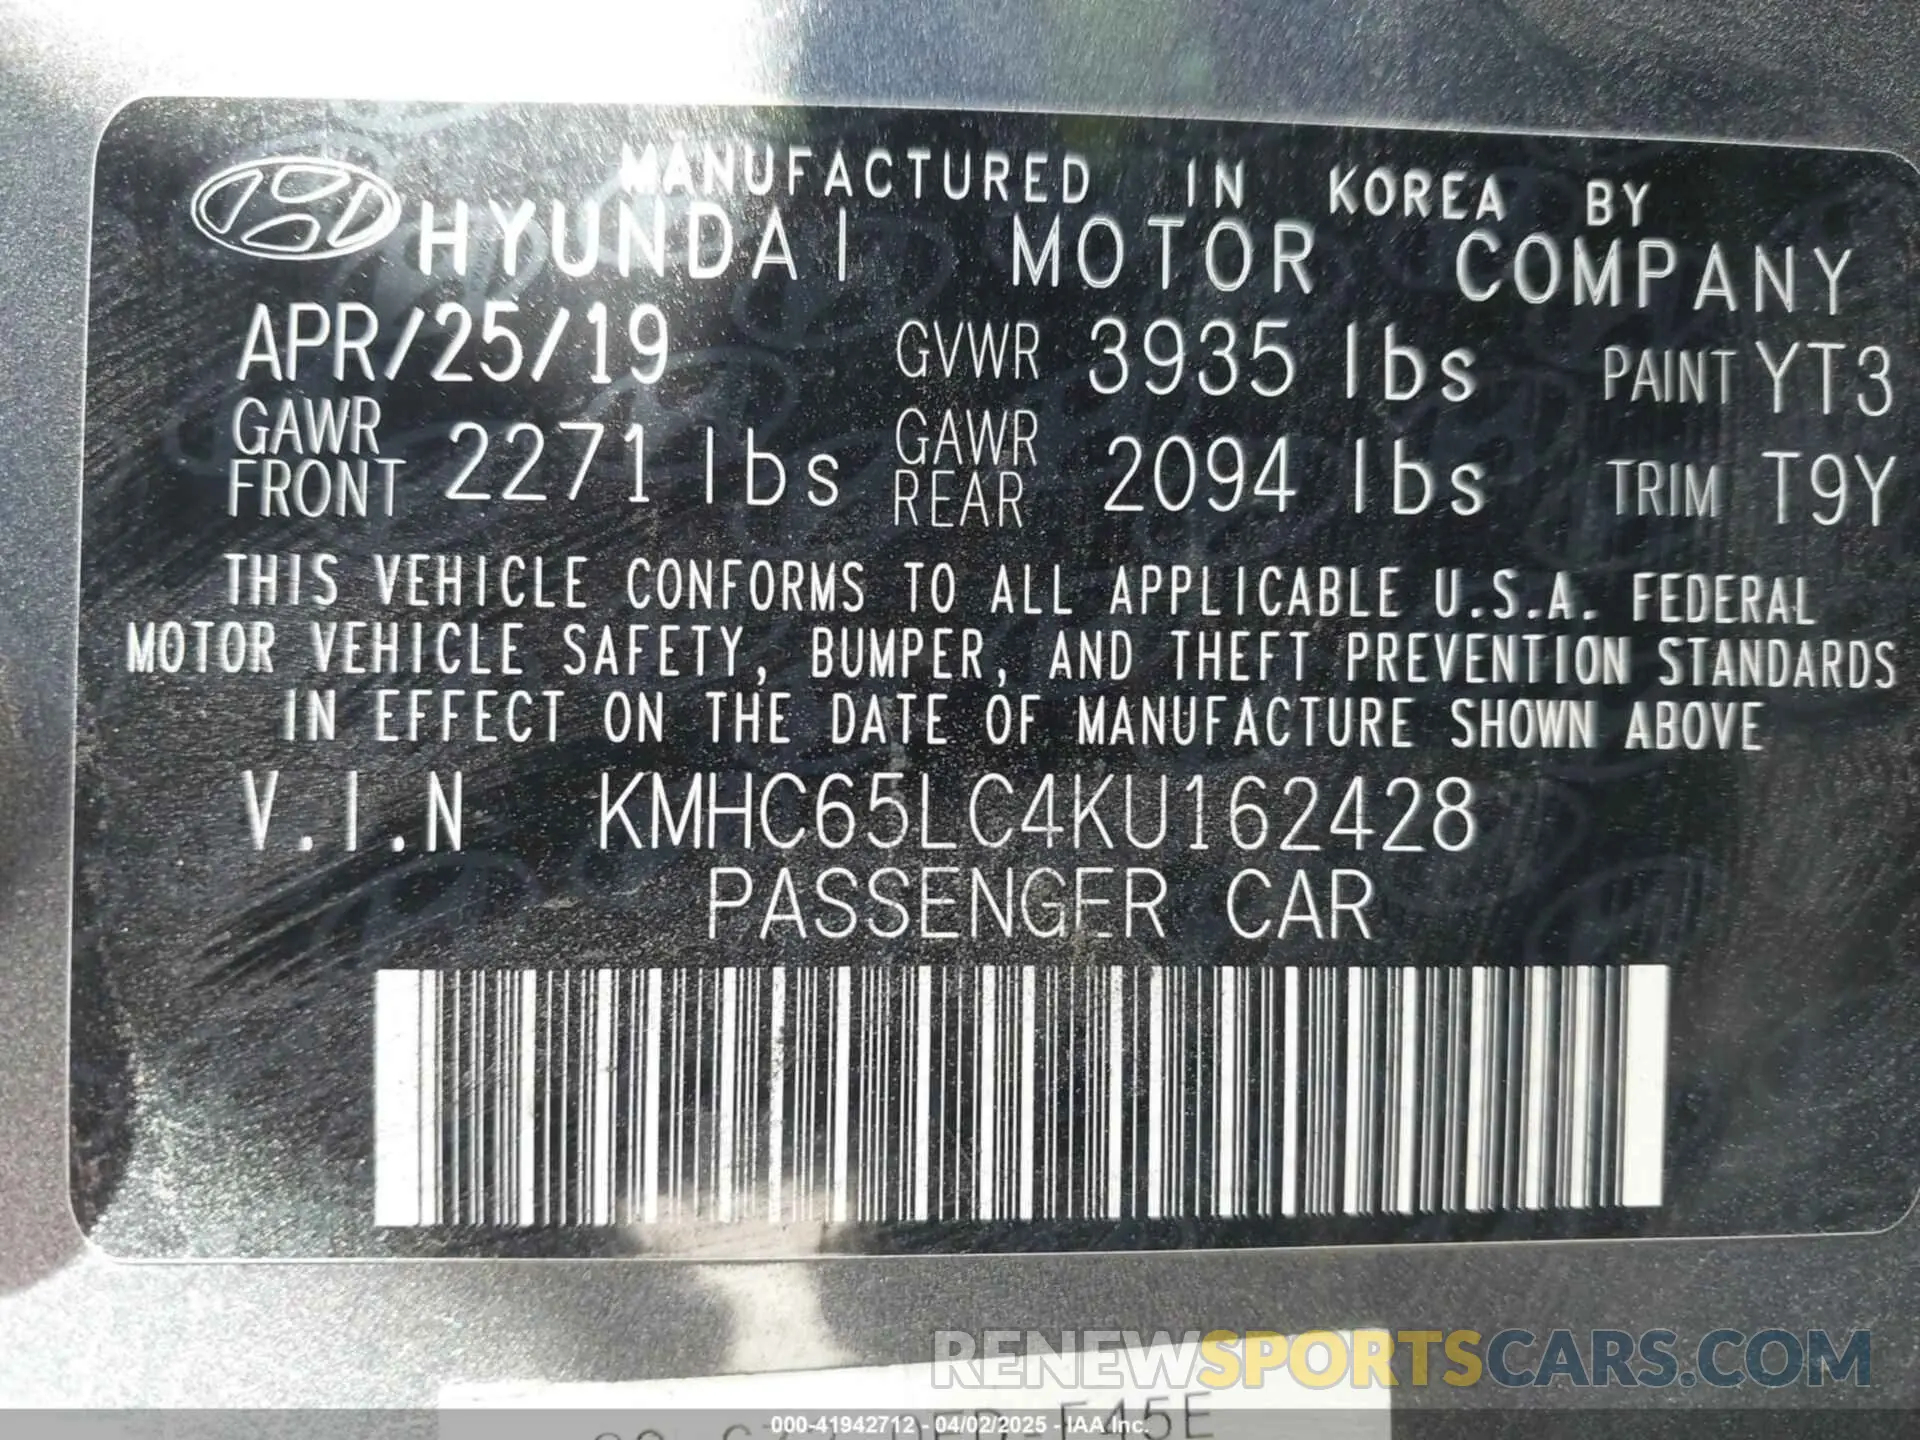 MANUFACTURED IN KOREA BY
HYUNDAI MOTOR COMPANY
APR/25/19 GVWR 3935 lbs PAINT YT3
GAWR FRONT 2271 lbs GAWR REAR 2094 lbs TRIM T9Y
THIS VEHICLE CONFORMS TO ALL APPLICABLE U.S.A. FEDERAL
MOTOR VEHICLE SAFETY, BUMPER, AND THEFT PREVENTION STANDARDS
IN EFFECT ON THE DATE OF MANUFACTURE SHOWN ABOVE
V.I.N KMHC65LC4KU162428
PASSENGER CAR
RENEWSPORTSCARS.COM
000-41942712 - 04/02/2025 - IAA Inc.